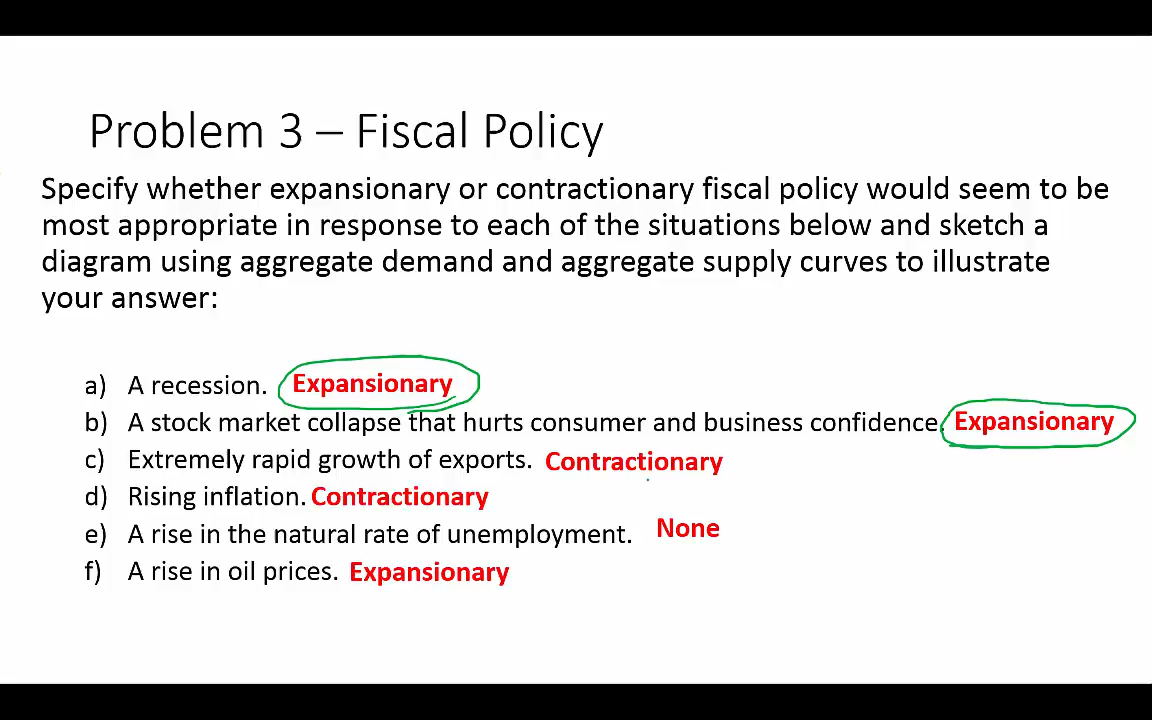 Problem 3 – Fiscal Policy
Specify whether expansionary or contractionary fiscal policy would seem to be
most appropriate in response to each of the situations below and sketch a
diagram using aggregate demand and aggregate supply curves to illustrate
your answer:
a) A recession. Expansionary
b) A stock market collapse that hurts consumer and business confidence. Expansionary
c) Extremely rapid growth of exports. Contractionary
d) Rising inflation. Contractionary
e) A rise in the natural rate of unemployment. None
f) A rise in oil prices. Expansionary